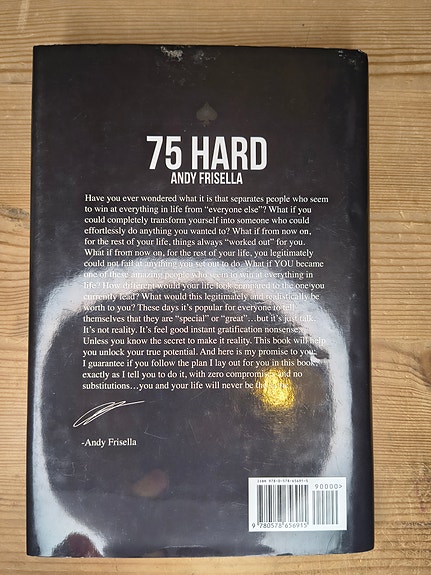 75 HARD
ANDY FRISELLA
Have you ever wondered what it is that separates people who seem
to win at everything in life from “everyone else”? What if you
could completely transform yourself into someone who could
effortlessly do anything you wanted to? What if from now on,
for the rest of your life, things always “worked out” for you.
What if from now on, for the rest of your life, you legitimately
could not fail at anything you set out to do. What if YOU became
one of these amazing people who seem to win at everything in
life? How different would your life look compared to the one you
currently lead? What would this legitimately and realistically be
worth to you? These days it’s popular for everyone to tell
themselves that they are “special” or “great”…but it’s just talk.
It’s not reality. It’s feel good instant gratification nonsense.
Unless you know the secret to make it reality. This book will help
you unlock your true potential. And here is my promise to you:
I guarantee if you follow the plan I lay out for you in this book,
exactly as I tell you to do it, with zero compromises and no
substitutions…you and your life will never be the
-Andy Frisella
ISBN 978-0-578-65691-5
90000>
9 780578 656915